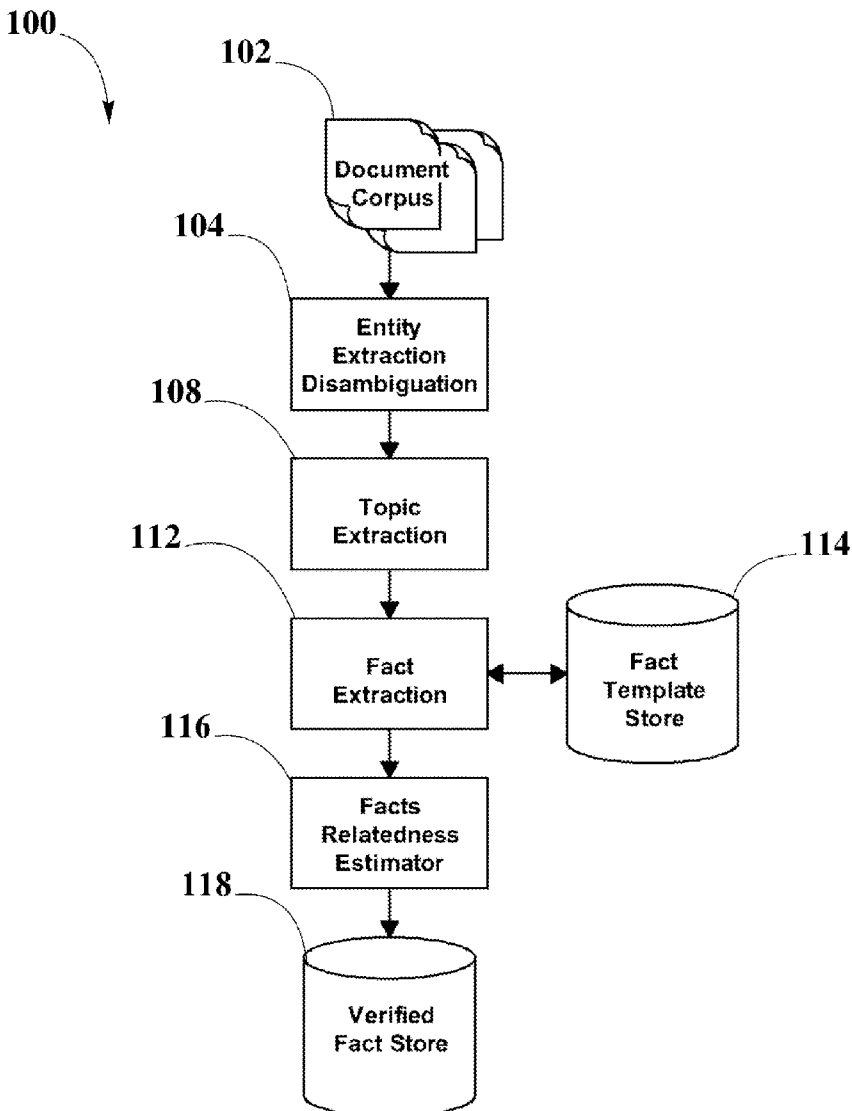 100
102
Document
Corpus
104
Entity
Extraction
Disambiguation
108
Topic
Extraction
112
Fact
Extraction
114
Fact
Template
Store
116
Facts
Relatedness
Estimator
118
Verified
Fact Store